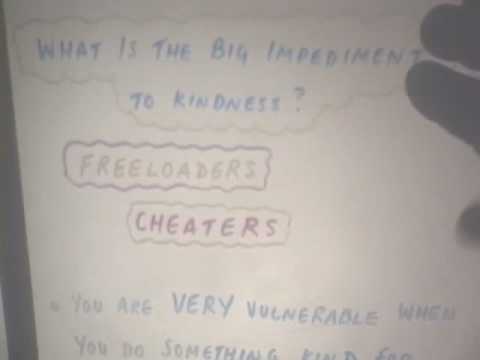 WHAT IS THE BIG IMPEDIMENT
TO KINDNESS?
FREELOADERS
CHEATERS
• YOU ARE VERY VULNERABLE WHEN
YOU DO SOMETHING KIND FOR